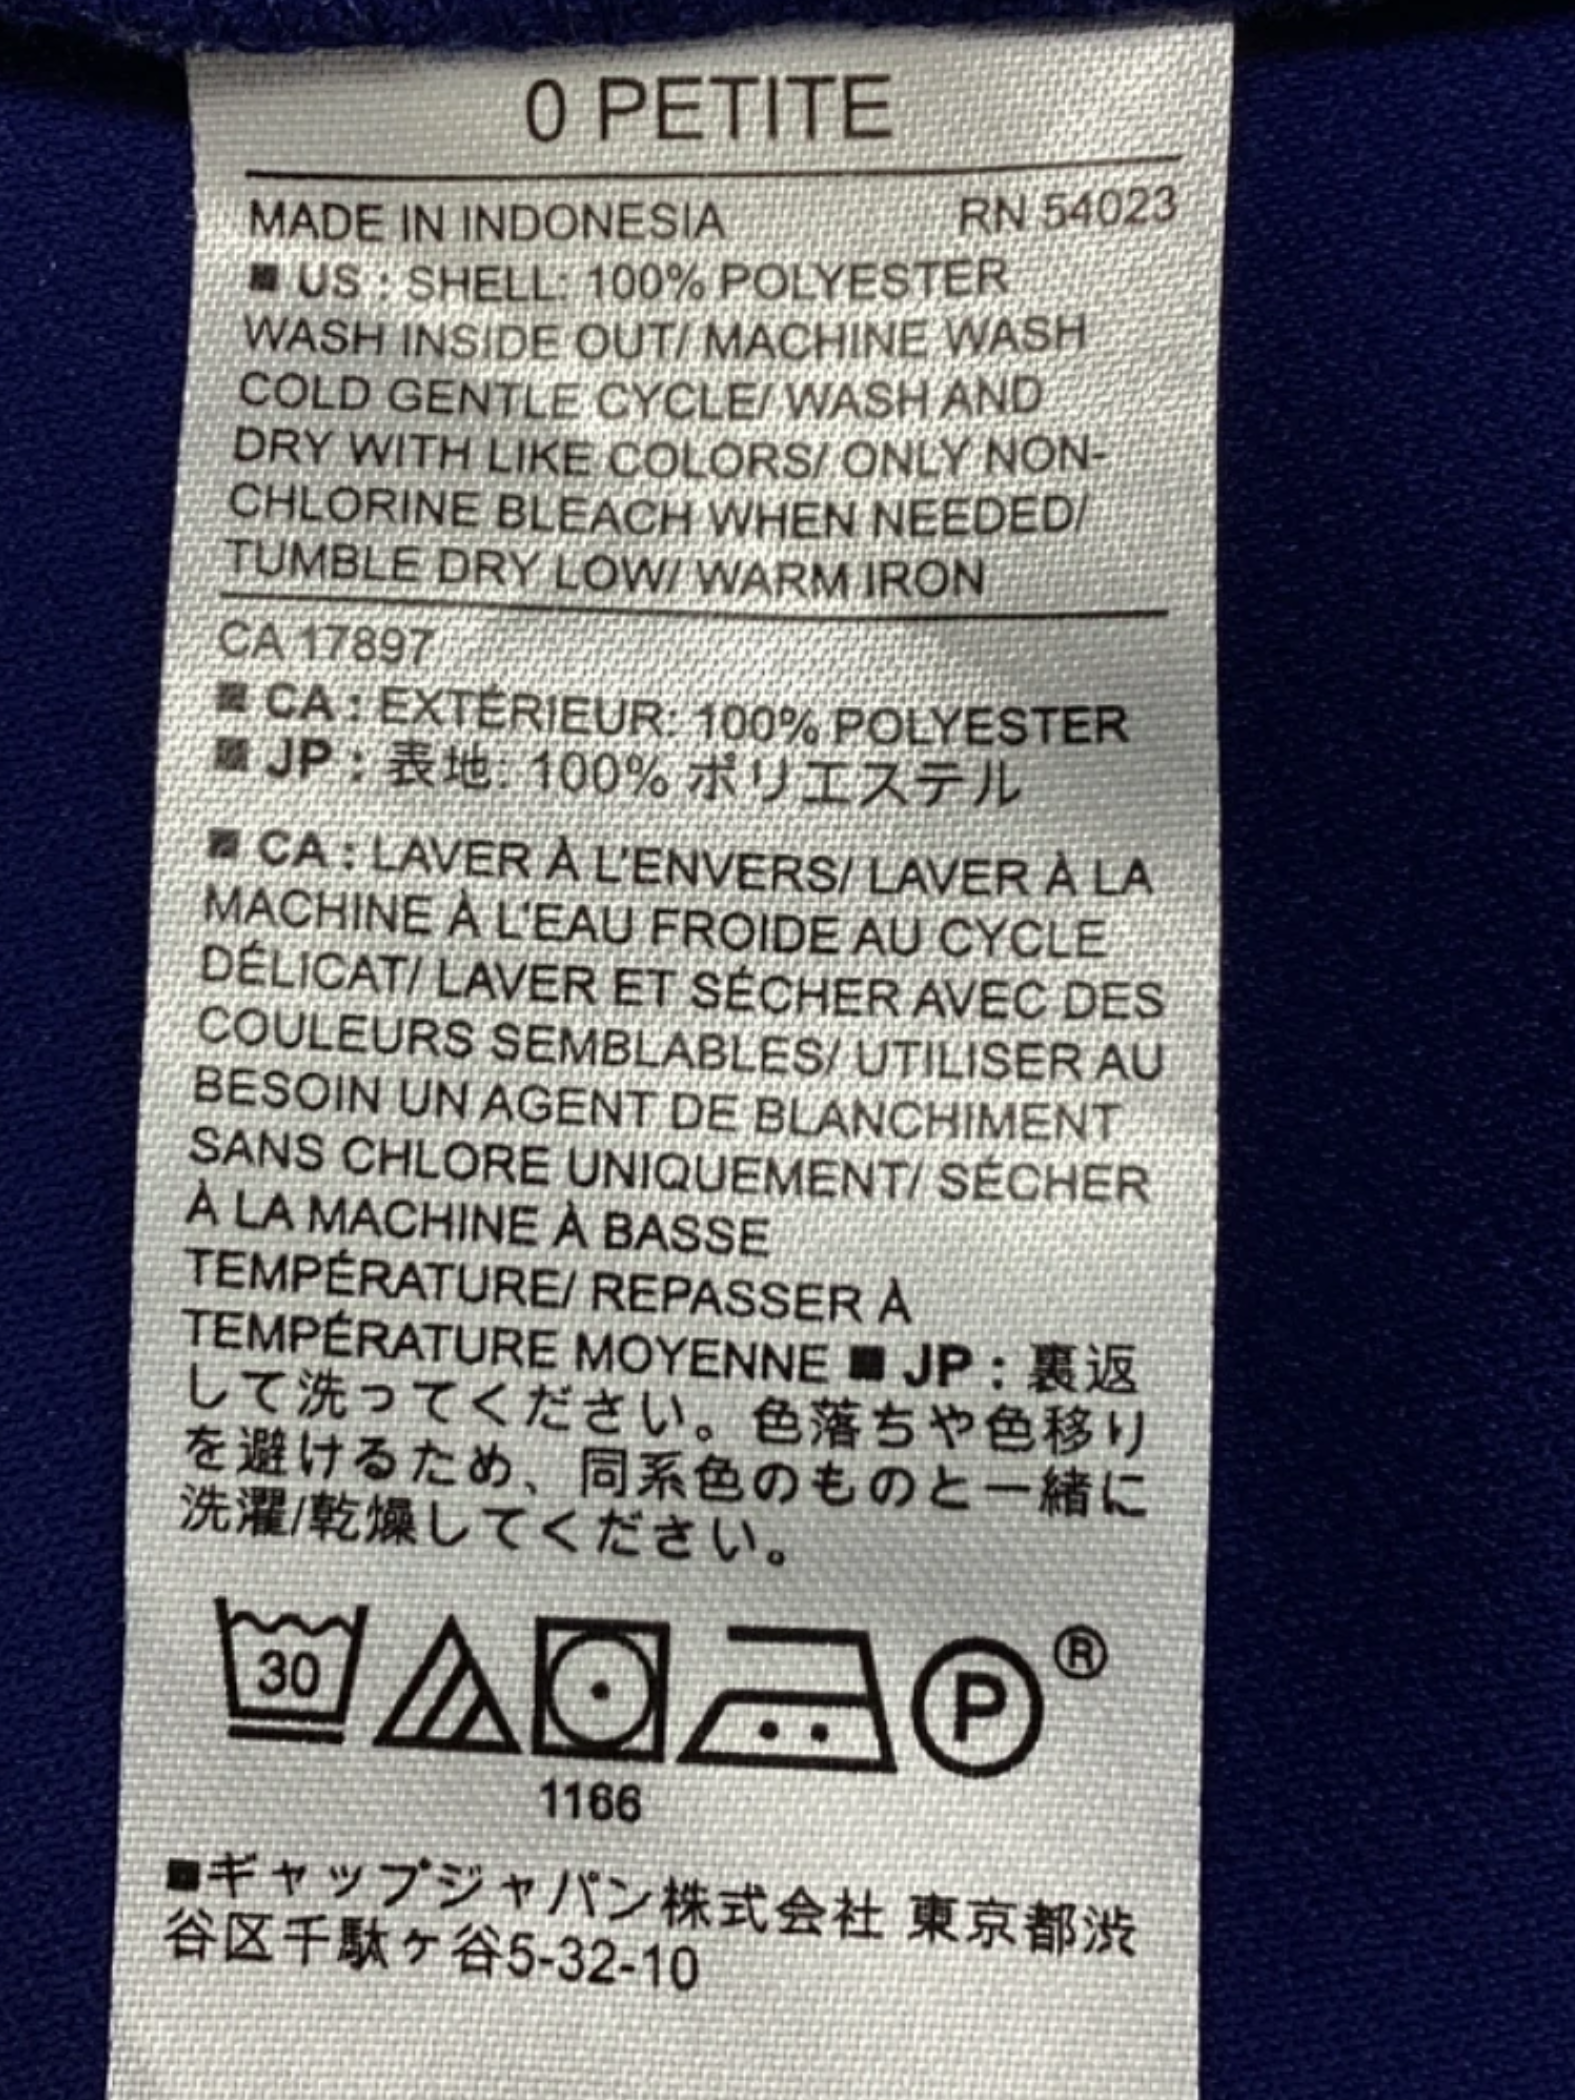 0 PETITE
MADE IN INDONESIA RN 54023
■ US : SHELL: 100% POLYESTER
WASH INSIDE OUT/ MACHINE WASH
COLD GENTLE CYCLE/ WASH AND
DRY WITH LIKE COLORS/ ONLY NON-
CHLORINE BLEACH WHEN NEEDED/
TUMBLE DRY LOW/ WARM IRON
CA 17897
■ CA : EXTÉRIEUR: 100% POLYESTER
■ JP : 表地: 100% ポリエステル
■ CA : LAVER À L'ENVERS/ LAVER À LA
MACHINE À L'EAU FROIDE AU CYCLE
DÉLICAT/ LAVER ET SÉCHER AVEC DES
COULEURS SEMBLABLES/ UTILISER AU
BESOIN UN AGENT DE BLANCHIMENT
SANS CHLORE UNIQUEMENT/ SÉCHER
À LA MACHINE À BASSE
TEMPÉRATURE/ REPASSER À
TEMPÉRATURE MOYENNE ■ JP : 裏返
して洗ってください。色落ちや色移り
を避けるため、同系色のものと一緒に
洗濯/乾燥してください。
30 P ®
1166
■ギャップジャパン株式会社 東京都渋
谷区千駄ヶ谷5-32-10